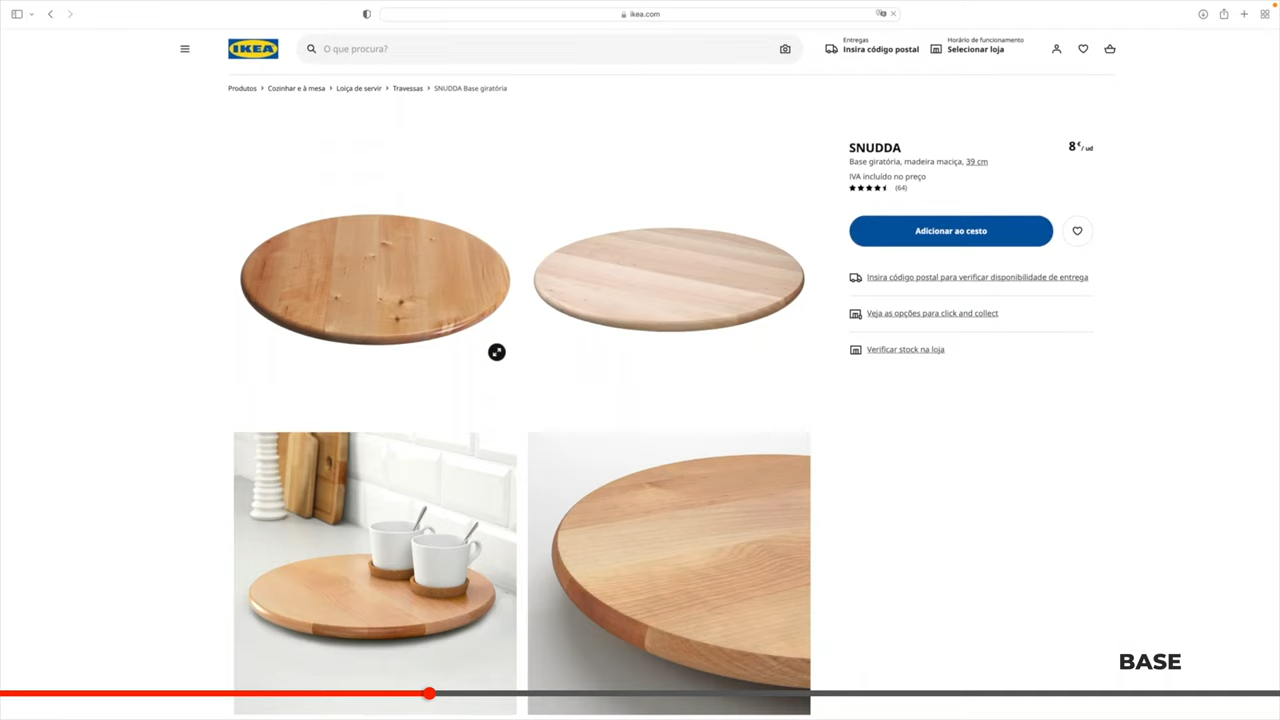 ikea.com
IKEA
O que procura?
Entregas
Insira código postal
Horário de funcionamento
Selecionar loja
Produtos › Cozinhar e à mesa › Loiça de servir › Travessas › SNUDDA Base giratória
SNUDDA
8€/ ud
Base giratória, madeira maciça, 39 cm
IVA incluído no preço
(64)
Adicionar ao cesto
Insira código postal para verificar disponibilidade de entrega
Veja as opções para click and collect
Verificar stock na loja
BASE